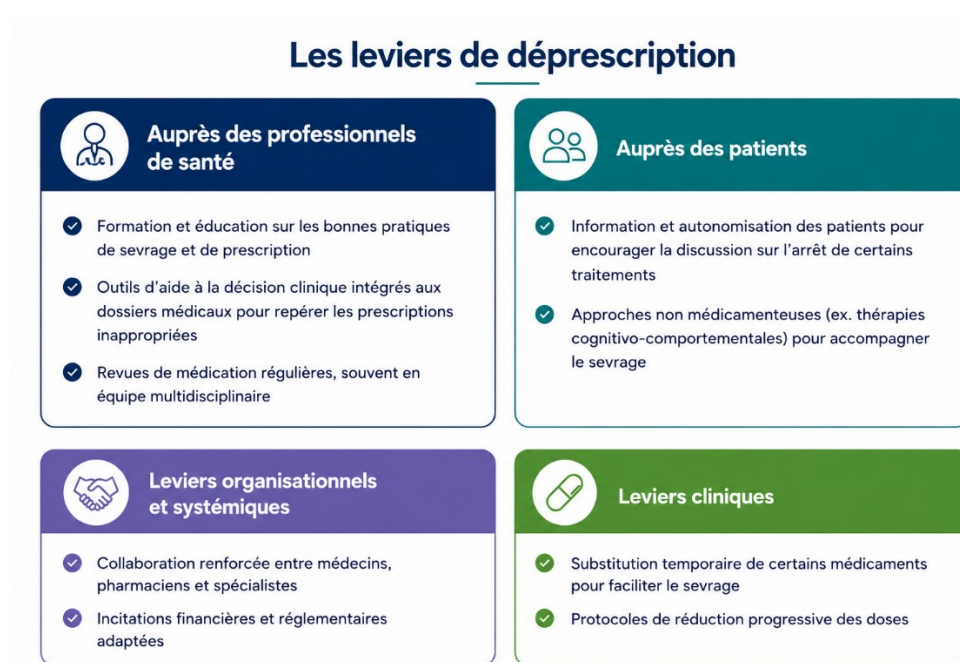 Les leviers de déprescription
Auprès des professionnels
de santé
Formation et éducation sur les bonnes pratiques
de sevrage et de prescription
Outils d'aide à la décision clinique intégrés aux
dossiers médicaux pour repérer les prescriptions
inappropriées
Revues de médication régulières, souvent en
équipe multidisciplinaire
Auprès des patients
Information et autonomisation des patients pour
encourager la discussion sur l'arrêt de certains
traitements
Approches non médicamenteuses (ex. thérapies
cognitivo-comportementales) pour accompagner
le sevrage
Leviers organisationnels
et systémiques
Collaboration renforcée entre médecins,
pharmaciens et spécialistes
Incitations financières et réglementaires
adaptées
Leviers cliniques
Substitution temporaire de certains médicaments
pour faciliter le sevrage
Protocoles de réduction progressive des doses